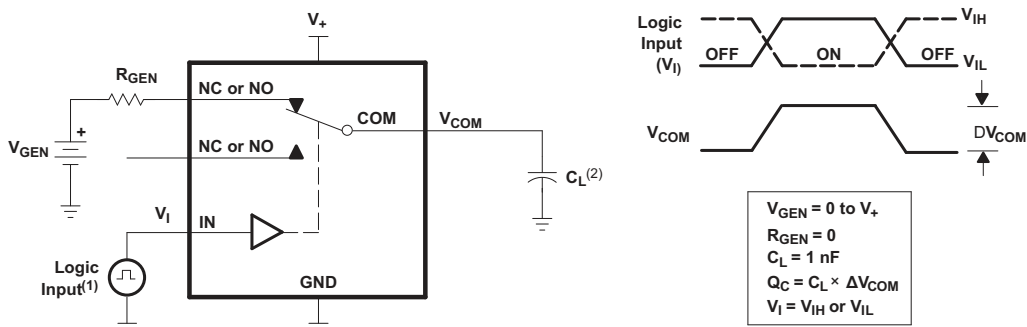 V+
RGEN
NC or NO
COM
VCOM
VGEN
+
NC or NO
CL(2)
VI
IN
Logic
Input(1)
GND
Logic
Input
(VI)
OFF
ON
OFF
VIH
VIL
VCOM
DVCOM
VGEN = 0 to V+
RGEN = 0
CL = 1 nF
QC = CL × ΔVCOM
VI = VIH or VIL